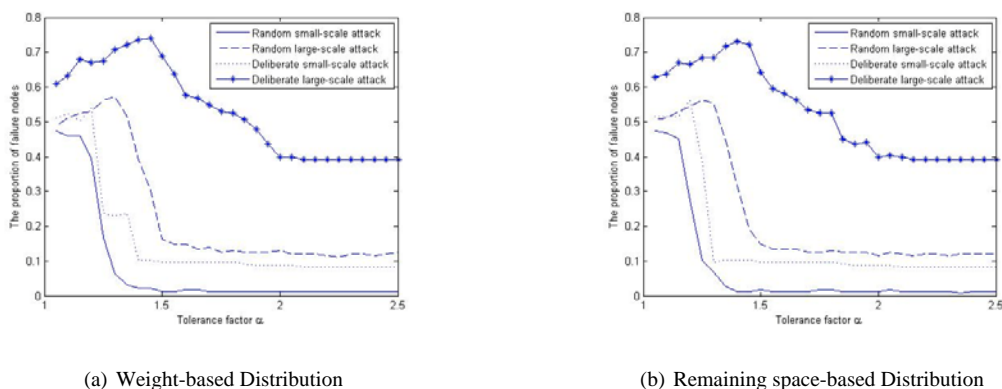 The proportion of failure nodes
0.8
0.7
0.6
0.5
0.4
0.3
0.2
0.1
0
1
1.5
2
2.5
Tolerance factor α
Random small-scale attack
Random large-scale attack
Deliberate small-scale attack
Deliberate large-scale attack
(a) Weight-based Distribution
The proportion of failure nodes
0.8
0.7
0.6
0.5
0.4
0.3
0.2
0.1
0
1
1.5
2
2.5
Tolerance factor α
Random small-scale attack
Random large-scale attack
Deliberate small-scale attack
Deliberate large-scale attack
(b) Remaining space-based Distribution